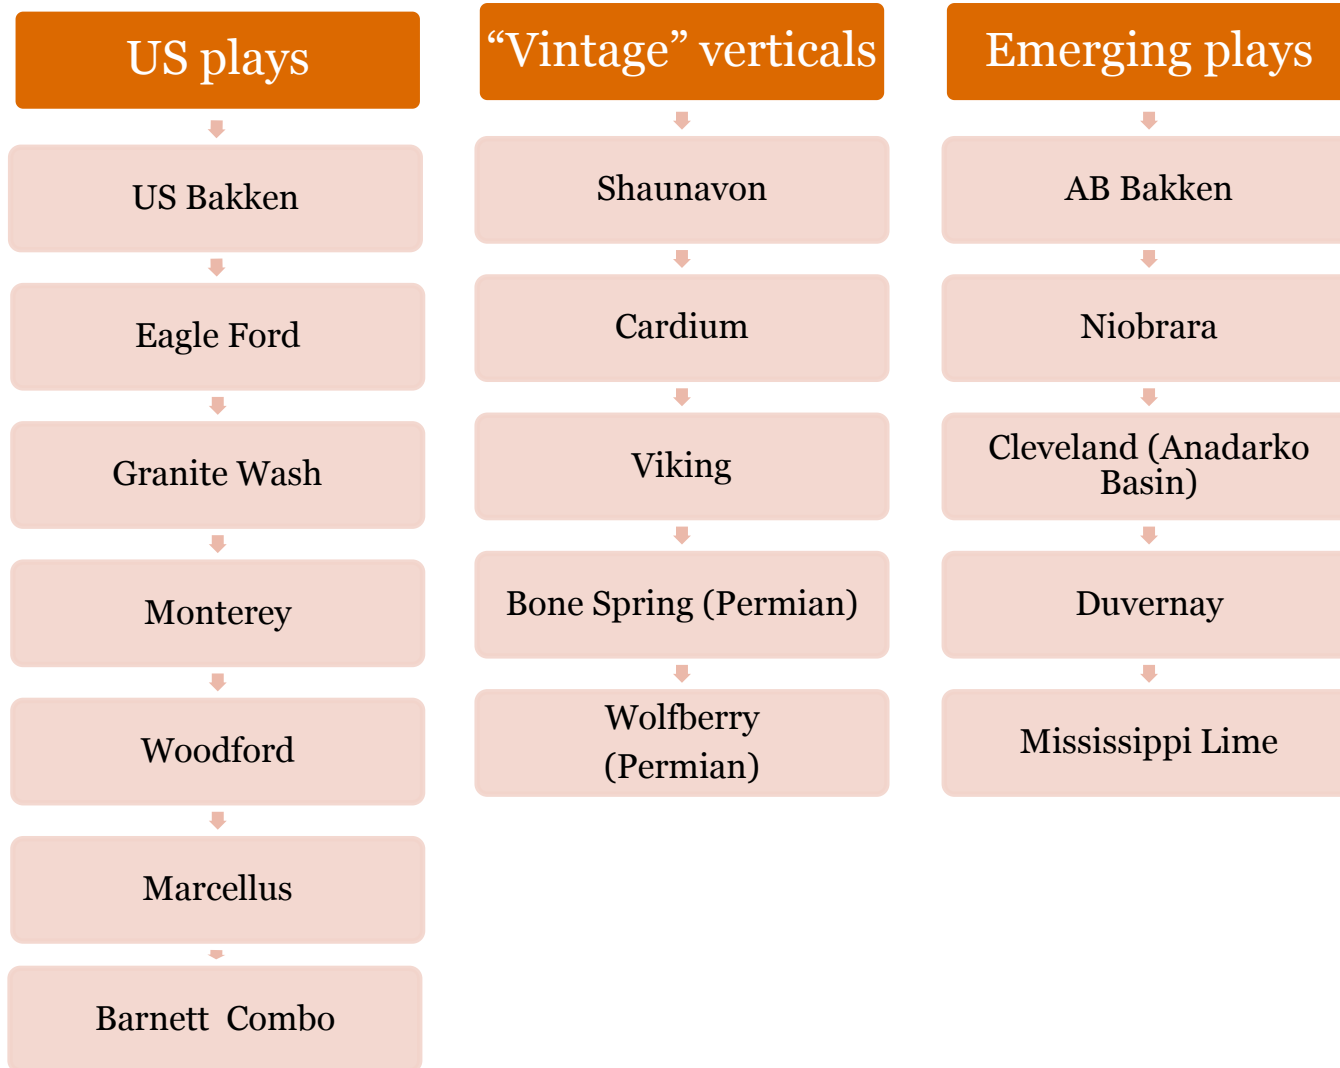 US plays
US Bakken
Eagle Ford
Granite Wash
Monterey
Woodford
Marcellus
Barnett Combo
“Vintage” verticals
Shaunavon
Cardium
Viking
Bone Spring (Permian)
Wolfberry
(Permian)
Emerging plays
AB Bakken
Niobrara
Cleveland (Anadarko
Basin)
Duvernay
Mississippi Lime